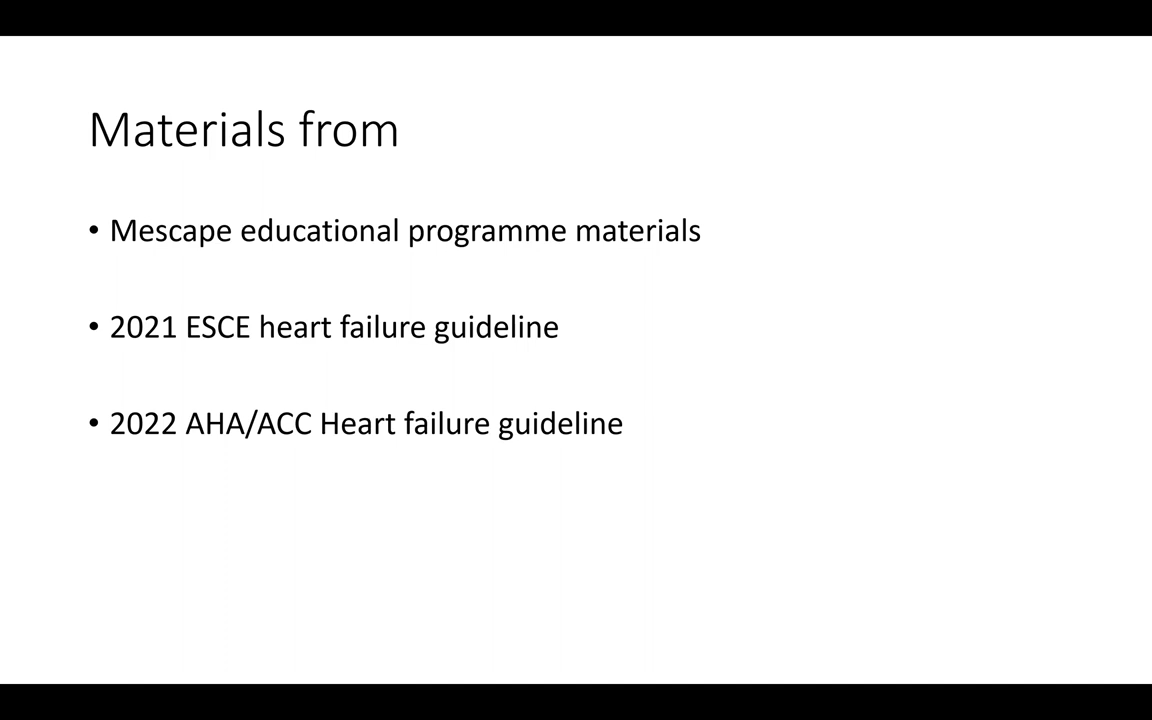 Materials from
• Mescape educational programme materials
• 2021 ESCE heart failure guideline
• 2022 AHA/ACC Heart failure guideline